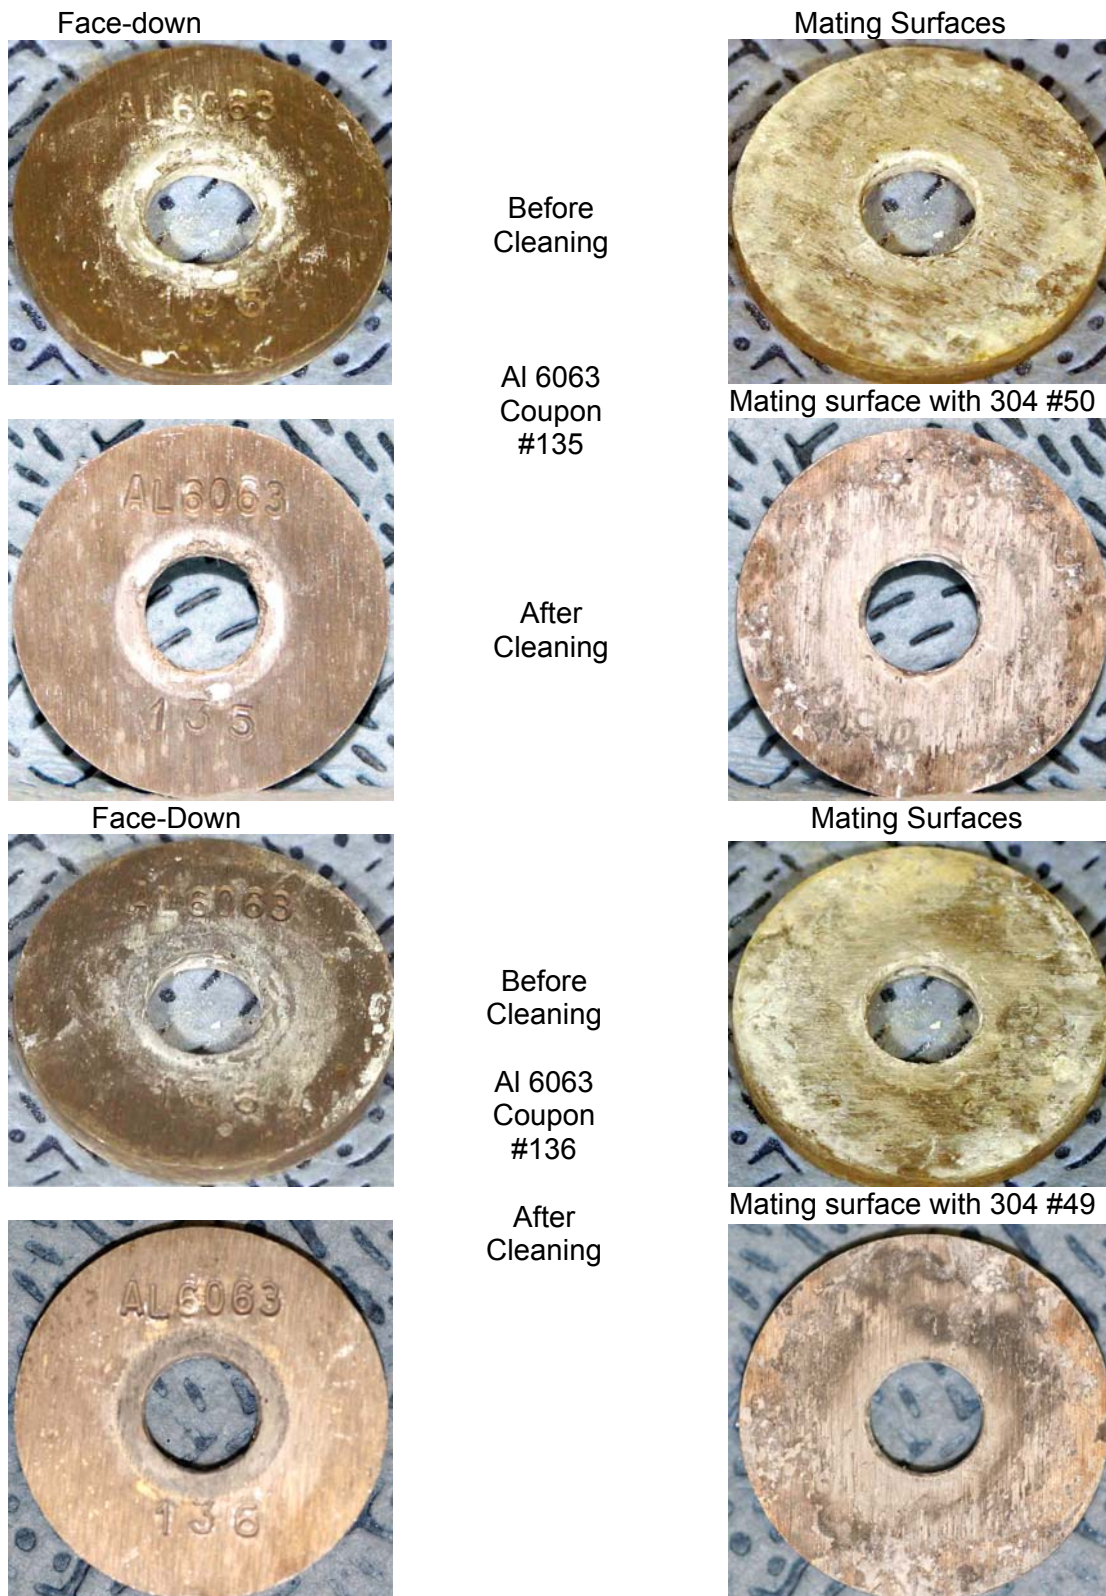 Face-down
Mating Surfaces
AL6063
135
Before
Cleaning
Al 6063
Coupon
#135
Mating surface with 304 #50
AL6063
135
After
Cleaning
Face-Down
Mating Surfaces
AL6063
Before
Cleaning
Al 6063
Coupon
#136
Mating surface with 304 #49
After
Cleaning
AL6063
136